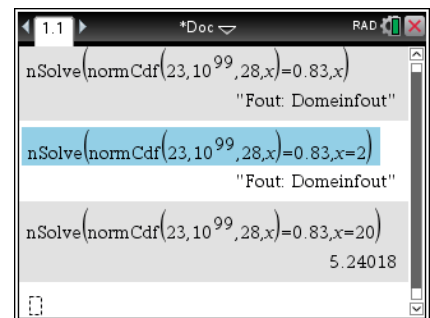 1.1 *Doc RAD
nSolve(normCdf(23,10^99,28,x)=0.83,x)
"Fout: Domeinfout"
nSolve(normCdf(23,10^99,28,x)=0.83,x=2)
"Fout: Domeinfout"
nSolve(normCdf(23,10^99,28,x)=0.83,x=20)
5.24018